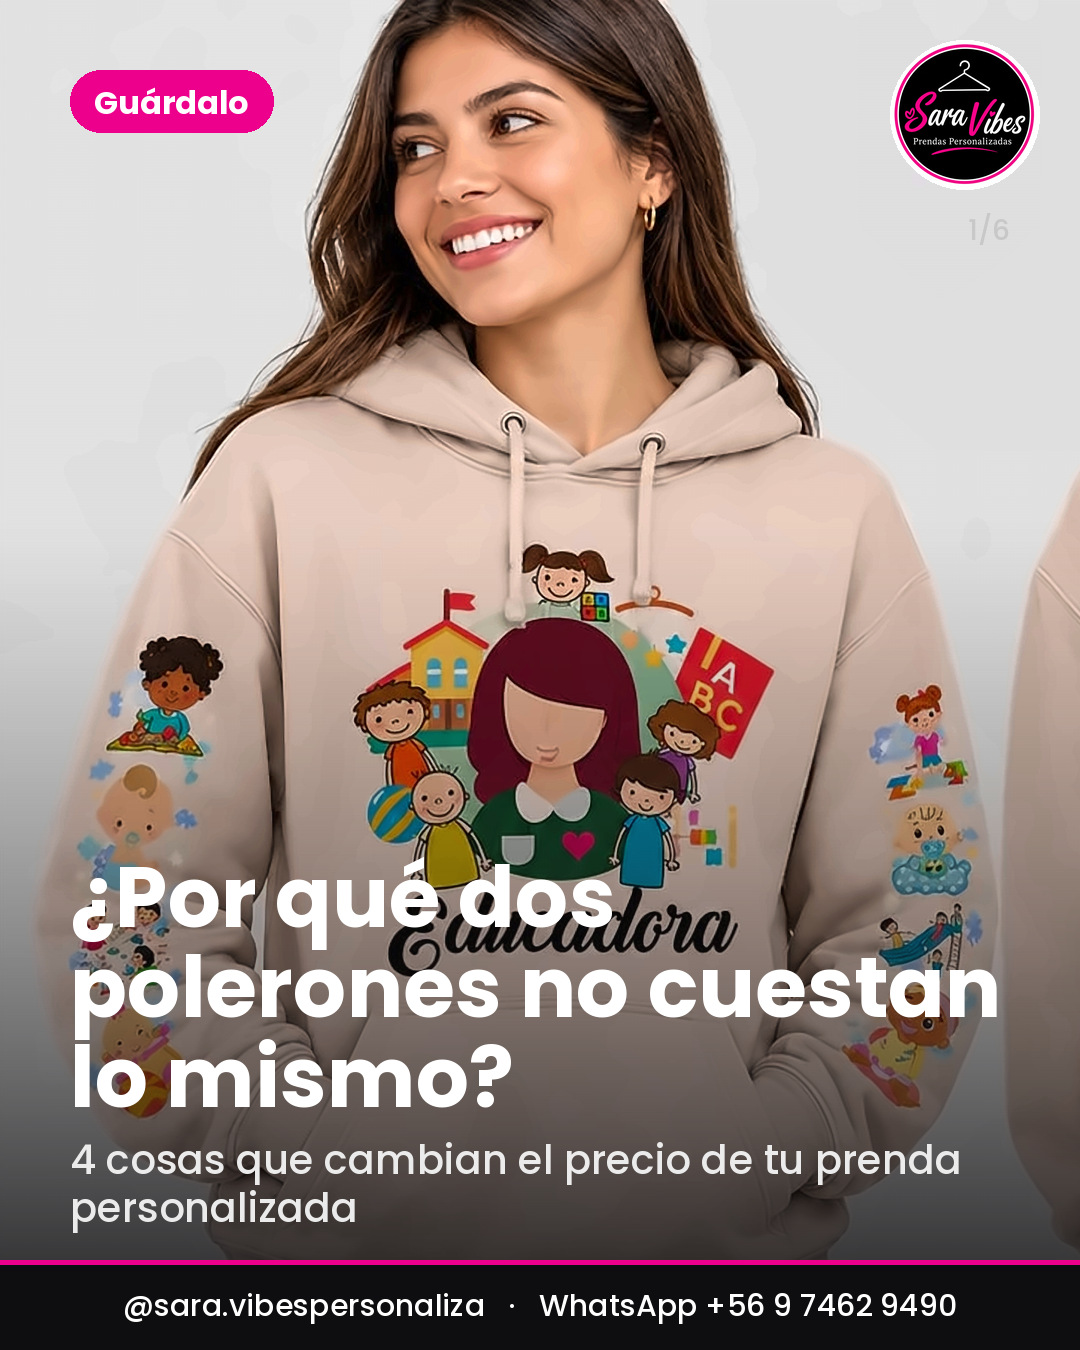 Guárdalo
Sara Vibes
Prendas Personalizadas
1/6
A
BC
Educadora
¿Por qué dos
polerones no cuestan
lo mismo?
4 cosas que cambian el precio de tu prenda
personalizada
@sara.vibespersonaliza · WhatsApp +56 9 7462 9490